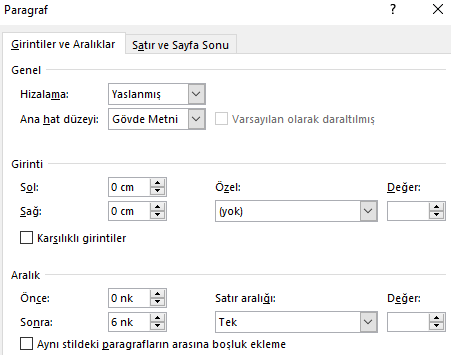 Paragraf
Girintiler ve Aralıklar Satır ve Sayfa Sonu
Genel
Hizalama: Yaslanmış
Ana hat düzeyi: Gövde Metni Varsayılan olarak daraltılmış
Girinti
Sol: 0 cm Özel: Değer:
Sağ: 0 cm (yok)
Karşılıklı girintiler
Aralık
Önce: 0 nk Satır aralığı: Değer:
Sonra: 6 nk Tek
Aynı stildeki paragrafların arasına boşluk ekleme